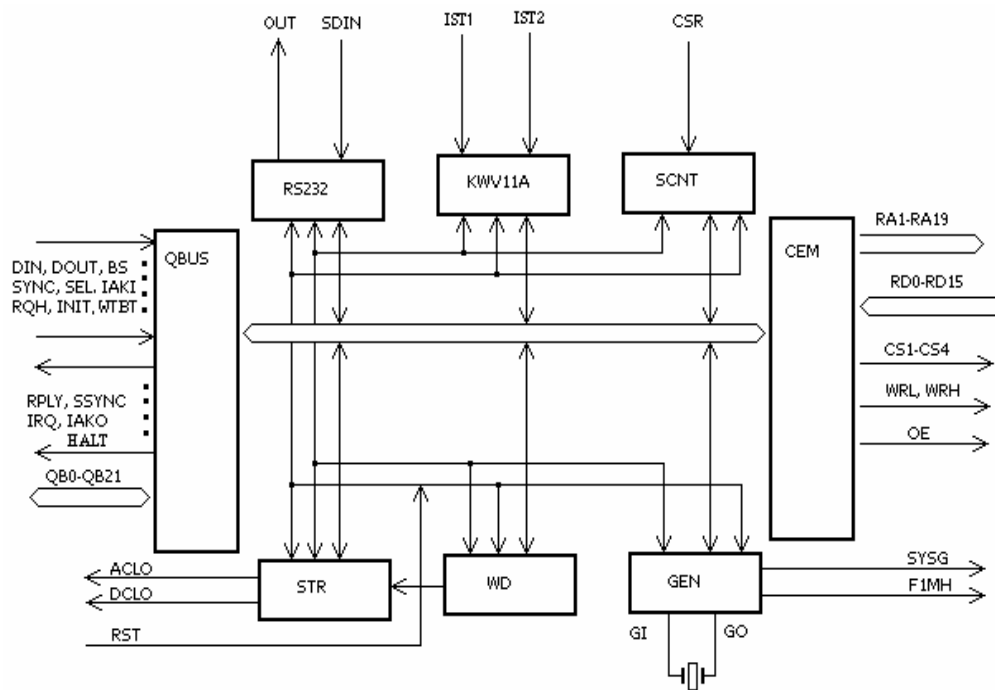 OUT SDIN IST1 IST2 CSR
RS232 KWV11A SCNT
QBUS CEM
RA1-RA19
DIN, DOUT, BS
SYNC, SEL. IAKI
RQH, INIT, WTBT
RD0-RD15
CS1-CS4
RPLY, SSYNC
IRQ, IAKO
HALT
WRL, WRH
OE
QB0-QB21
ACLO
DCLO
RST
STR WD GEN
SYSG
F1MH
GI GO